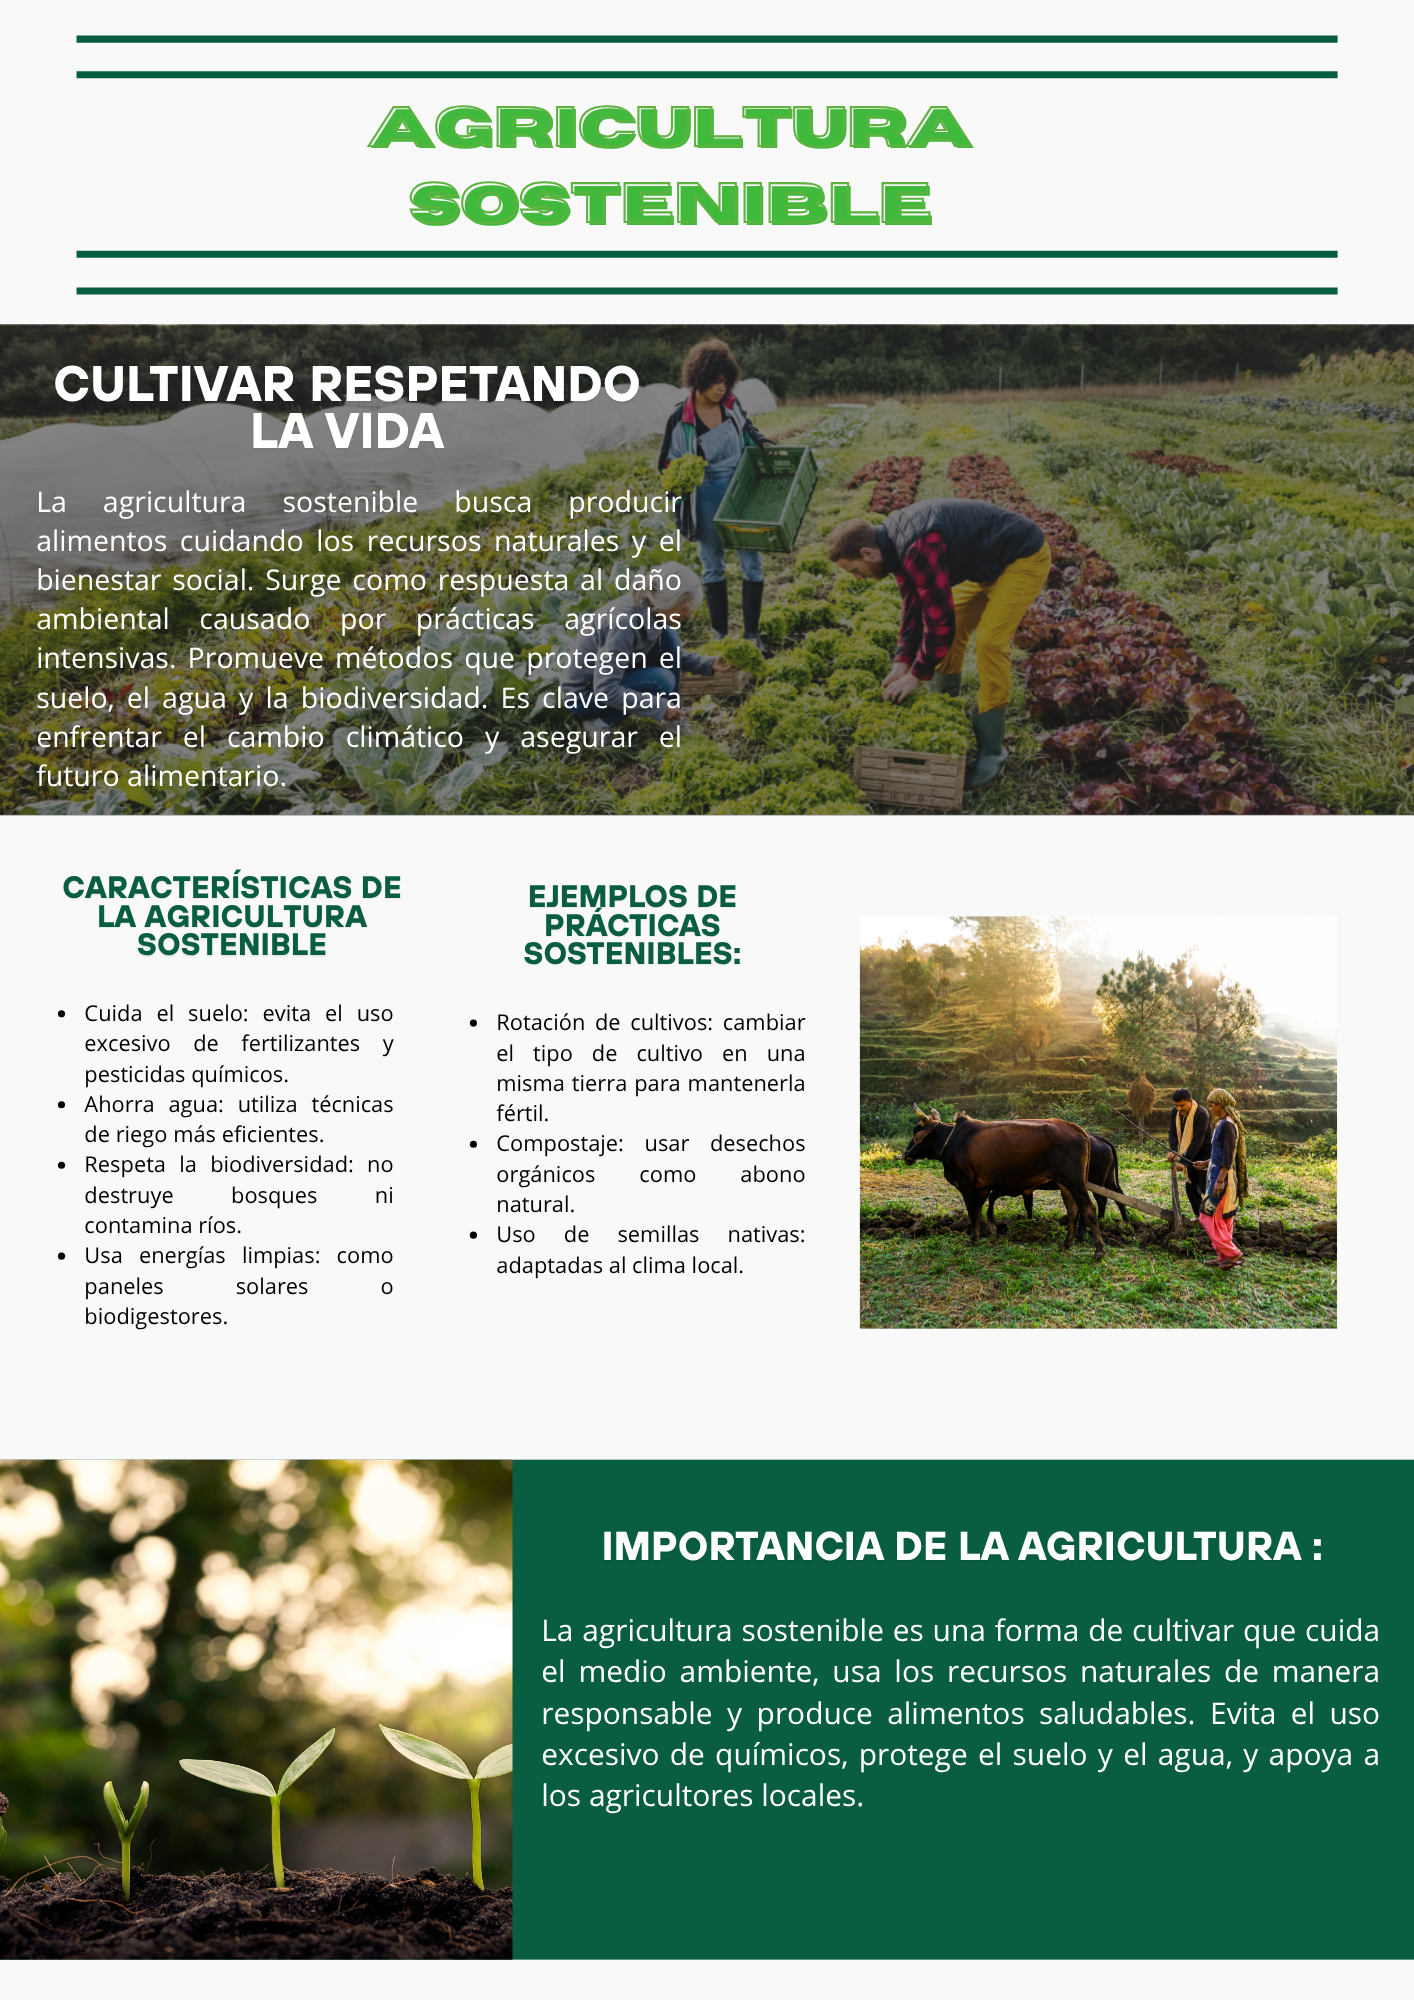 AGRICULTURA
SOSTENIBLE
CULTIVAR RESPETANDO
LA VIDA
La agricultura sostenible busca producir
alimentos cuidando los recursos naturales y el
bienestar social. Surge como respuesta al daño
ambiental causado por prácticas agrícolas
intensivas. Promueve métodos que protegen el
suelo, el agua y la biodiversidad. Es clave para
enfrentar el cambio climático y asegurar el
futuro alimentario.
CARACTERÍSTICAS DE
LA AGRICULTURA
SOSTENIBLE
• Cuida el suelo: evita el uso
excesivo de fertilizantes y
pesticidas químicos.
• Ahorra agua: utiliza técnicas
de riego más eficientes.
• Respeta la biodiversidad: no
destruye bosques ni
contamina ríos.
• Usa energías limpias: como
paneles solares o
biodigestores.
EJEMPLOS DE
PRÁCTICAS
SOSTENIBLES:
• Rotación de cultivos: cambiar
el tipo de cultivo en una
misma tierra para mantenerla
fértil.
• Compostaje: usar desechos
orgánicos como abono
natural.
• Uso de semillas nativas:
adaptadas al clima local.
IMPORTANCIA DE LA AGRICULTURA :
La agricultura sostenible es una forma de cultivar que cuida
el medio ambiente, usa los recursos naturales de manera
responsable y produce alimentos saludables. Evita el uso
excesivo de químicos, protege el suelo y el agua, y apoya a
los agricultores locales.